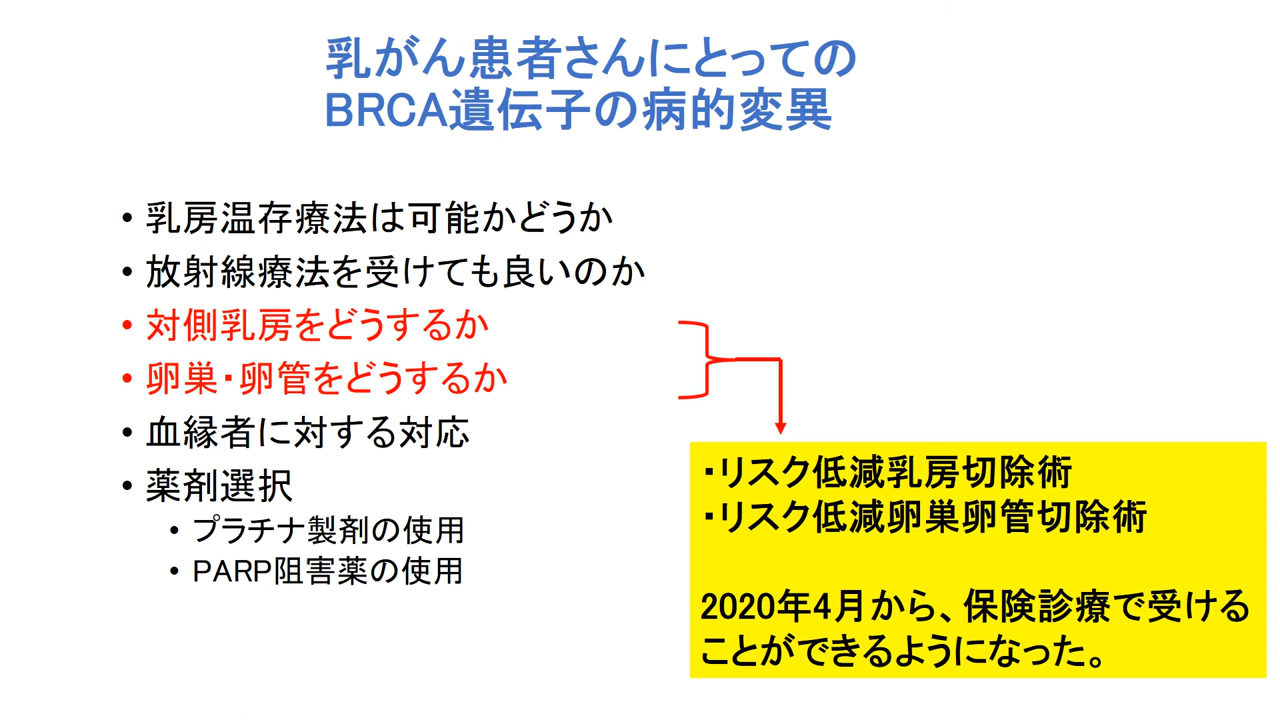 乳がん患者さんにとっての
BRCA遺伝子の病的変異
• 乳房温存療法は可能かどうか
• 放射線療法を受けても良いのか
• 対側乳房をどうするか
• 卵巣・卵管をどうするか
• 血縁者に対する対応
• 薬剤選択
• プラチナ製剤の使用
• PARP阻害薬の使用
・リスク低減乳房切除術
・リスク低減卵巣卵管切除術
2020年4月から、保険診療で受ける
ことができるようになった。